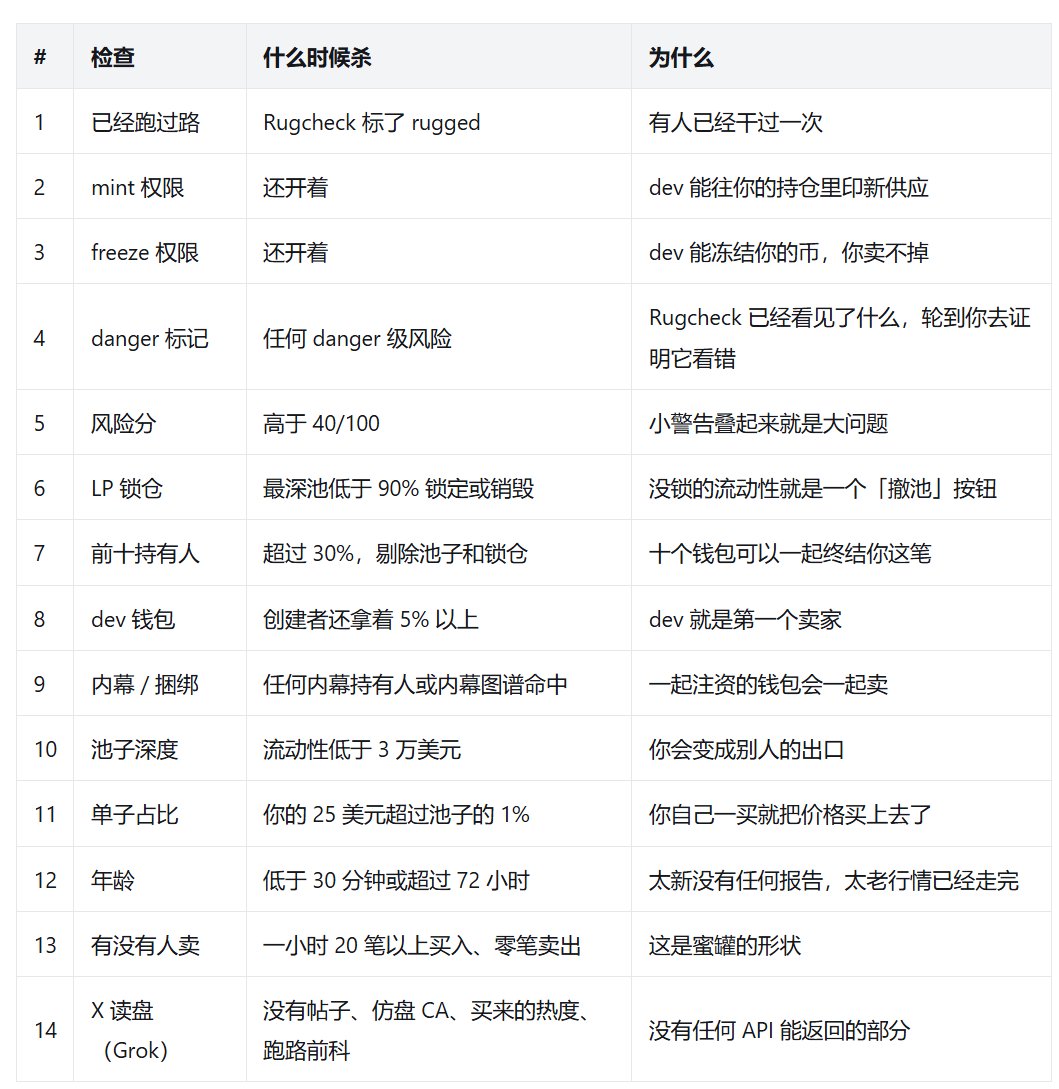 # 检查 什么时候杀 为什么
1 已经跑过路 Rugcheck 标了 rugged 有人已经干过一次
2 mint 权限 还开着 dev 能往你的持仓里印新供应
3 freeze 权限 还开着 dev 能冻结你的币，你卖不掉
4 danger 标记 任何 danger 级风险 Rugcheck 已经看见了什么，轮到你去证
明它看错
5 风险分 高于 40/100 小警告叠起来就是大问题
6 LP 锁仓 最深池低于 90% 锁定或销毁 没锁的流动性就是一个「撤池」按钮
7 前十持有人 超过 30%，剔除池子和锁仓 十个钱包可以一起终结你这笔
8 dev 钱包 创建者还拿着 5% 以上 dev 就是第一个卖家
9 内幕 / 捆绑 任何内幕持有人或内幕图谱命中 一起注资的钱包会一起卖
10 池子深度 流动性低于 3 万美元 你会变成别人的出口
11 单子占比 你的 25 美元超过池子的 1% 你自己一买就把价格买上去了
12 年龄 低于 30 分钟或超过 72 小时 太新没有任何报告，太老行情已经走完
13 有没有人卖 一小时 20 笔以上买入、零笔卖出 这是蜜罐的形状
14 X 读盘
（Grok） 没有帖子、仿盘 CA、买来的热度、
跑路前科 没有任何 API 能返回的部分